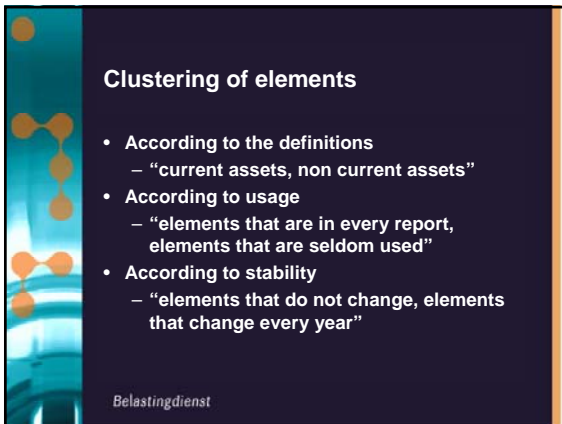 Clustering of elements
• According to the definitions
– “current assets, non current assets”
• According to usage
– “elements that are in every report,
elements that are seldom used”
• According to stability
– “elements that do not change, elements
that change every year”
Belastingdienst